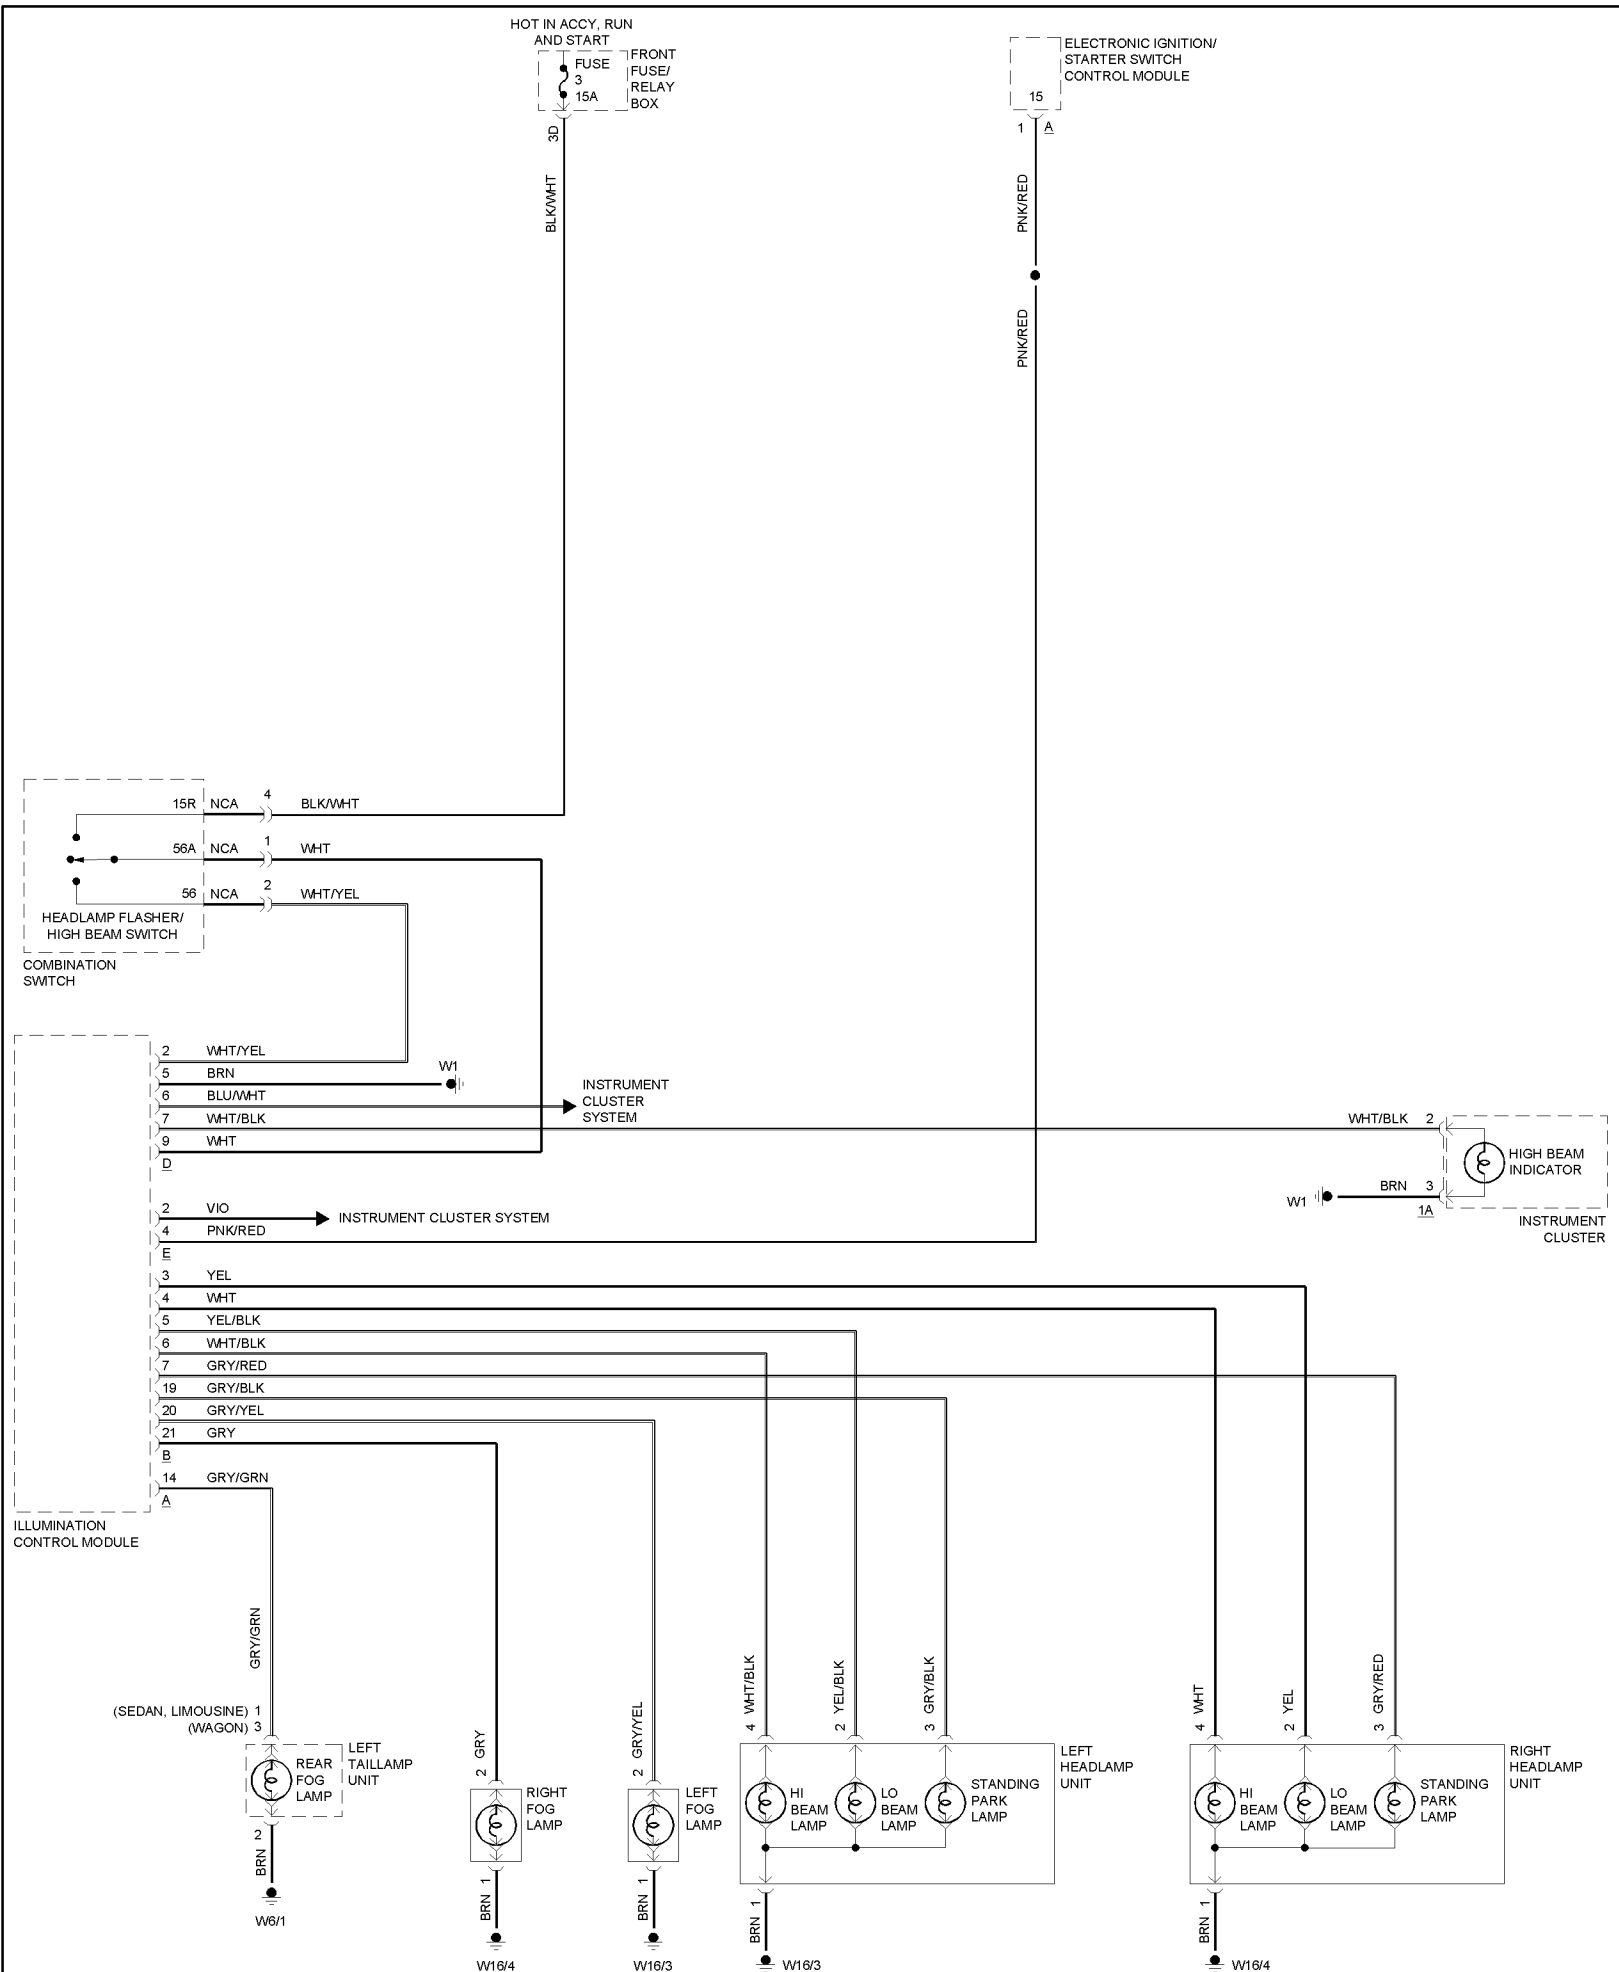 HOT IN ACCY, RUN
AND START
FUSE
3
15A
FRONT
FUSE/
RELAY
BOX
3D
BLK/WHT
ELECTRONIC IGNITION/
STARTER SWITCH
CONTROL MODULE
15
1 A
PNK/RED
PNK/RED
15R NCA 4 BLK/WHT
56A NCA 1 WHT
56 NCA 2 WHT/YEL
HEADLAMP FLASHER/
HIGH BEAM SWITCH
COMBINATION
SWITCH
2 WHT/YEL
5 BRN
W1
6 BLU/WHT
INSTRUMENT
CLUSTER
SYSTEM
7 WHT/BLK
9 WHT
D
WHT/BLK 2
HIGH BEAM
INDICATOR
W1 BRN 3
1A
INSTRUMENT
CLUSTER
2 VIO
INSTRUMENT CLUSTER SYSTEM
4 PNK/RED
E
3 YEL
4 WHT
5 YEL/BLK
6 WHT/BLK
7 GRY/RED
19 GRY/BLK
20 GRY/YEL
21 GRY
B
14 GRY/GRN
A
ILLUMINATION
CONTROL MODULE
GRY/GRN
(SEDAN, LIMOUSINE) 1
(WAGON) 3
REAR
FOG
LAMP
LEFT
TAILLAMP
UNIT
2
BRN
W6/1
2 GRY
RIGHT
FOG
LAMP
BRN 1
W16/4
2 GRY/YEL
LEFT
FOG
LAMP
BRN 1
W16/3
4 WHT/BLK
2 YEL/BLK
3 GRY/BLK
HI
BEAM
LAMP
LO
BEAM
LAMP
STANDING
PARK
LAMP
LEFT
HEADLAMP
UNIT
BRN 1
W16/3
4 WHT
2 YEL
3 GRY/RED
HI
BEAM
LAMP
LO
BEAM
LAMP
STANDING
PARK
LAMP
RIGHT
HEADLAMP
UNIT
BRN 1
W16/4